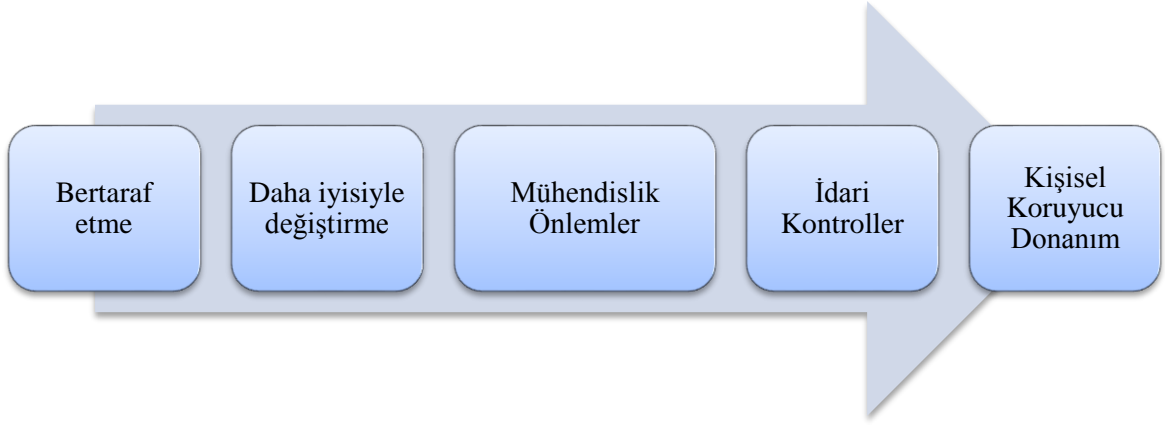 Bertaraf
etme
Daha iyisiyle
değiştirme
Mühendislik
Önlemler
İdari
Kontroller
Kişisel
Koruyucu
Donanım